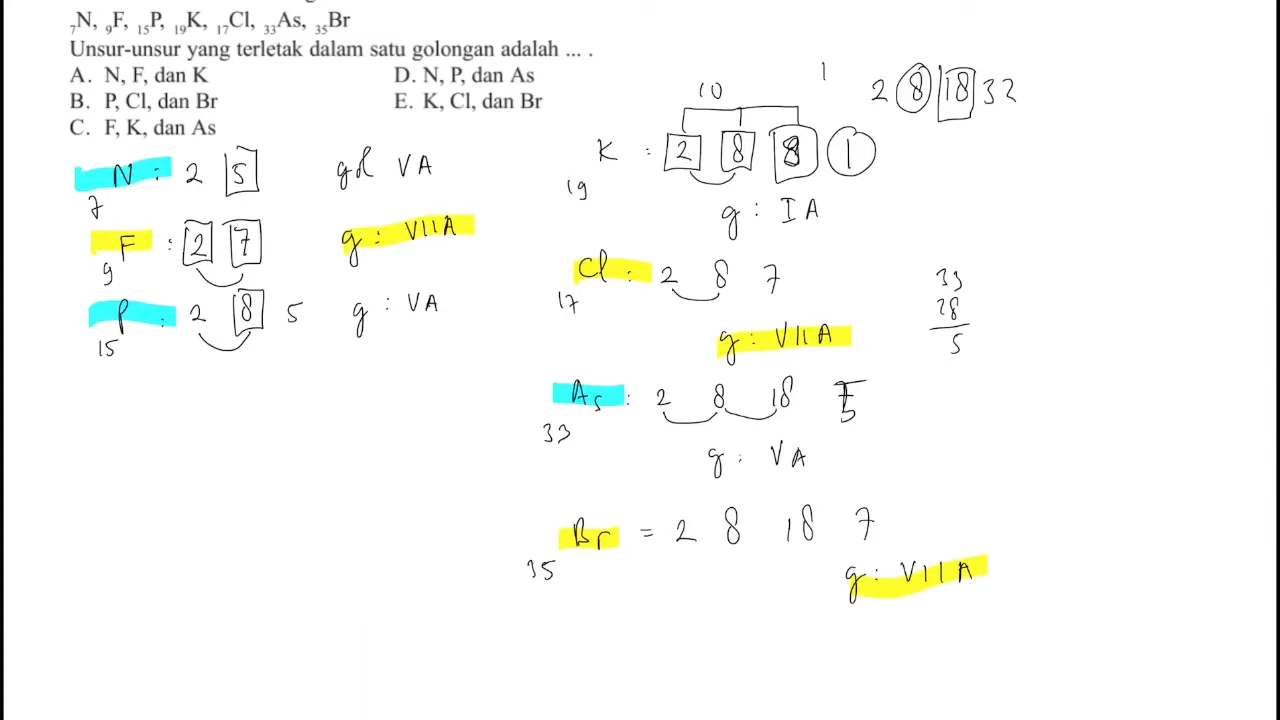 ₇N, ₉F, ₁₅P, ₁₉K, ₁₇Cl, ₃₃As, ₃₅Br
Unsur-unsur yang terletak dalam satu golongan adalah ... .
A. N, F, dan K
B. P, Cl, dan Br
C. F, K, dan As
D. N, P, dan As
E. K, Cl, dan Br
N : 2 5 gol VA
7
F : 2 7 g : VIIA
9
P : 2 8 5 g : VA
15
1
2 8 18 32
10
K : 2 8 8 1
19
g : IA
Cl : 2 8 7
17
g : VIIA
33
28
5
As : 2 8 18 5
33
g : VA
Br = 2 8 18 7
35
g : VIIA